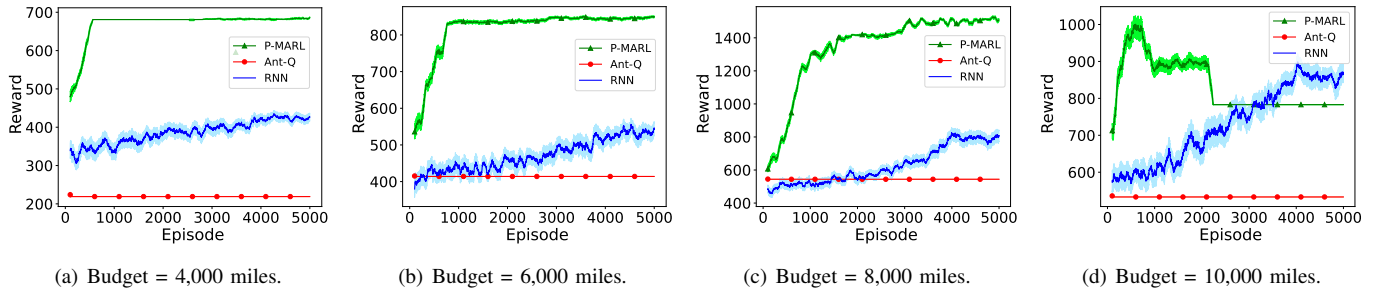 700
600
500
400
300
200
Reward
0
1000
2000
3000
4000
5000
Episode
P-MARL
Ant-Q
RNN
(a) Budget = 4,000 miles.
800
700
600
500
400
Reward
0
1000
2000
3000
4000
5000
Episode
P-MARL
Ant-Q
RNN
(b) Budget = 6,000 miles.
1400
1200
1000
800
600
400
Reward
0
1000
2000
3000
4000
5000
Episode
P-MARL
Ant-Q
RNN
(c) Budget = 8,000 miles.
1000
900
800
700
600
Reward
0
1000
2000
3000
4000
5000
Episode
P-MARL
Ant-Q
RNN
(d) Budget = 10,000 miles.